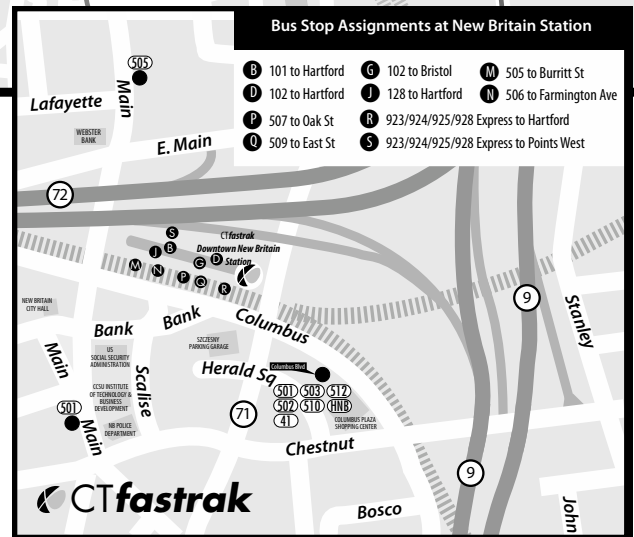 Bus Stop Assignments at New Britain Station
B 101 to Hartford
G 102 to Bristol
M 505 to Burritt St
D 102 to Hartford
J 128 to Hartford
N 506 to Farmington Ave
P 507 to Oak St
R 923/924/925/928 Express to Hartford
Q 509 to East St
S 923/924/925/928 Express to Points West
505
Main
Lafayette
WEBSTER
BANK
E. Main
72
S
B
J
M
N
G
D
P
Q
R
CTfastrak
Downtown New Britain
Station
9
Stanley
NEW BRITAIN
CITY HALL
Bank
Bank
Columbus
US
SOCIAL SECURITY
ADMINISTRATION
SZCZESNY
PARKING GARAGE
Main
Scalise
Herald Sq
Columbus Blvd
CCSU INSTITUTE
OF TECHNOLOGY &
BUSINESS
DEVELOPMENT
501 503 512
502 510 HNB
41
501
Main
NB POLICE
DEPARTMENT
71
COLUMBUS PLAZA
SHOPPING CENTER
Chestnut
9
CTfastrak
Bosco
John